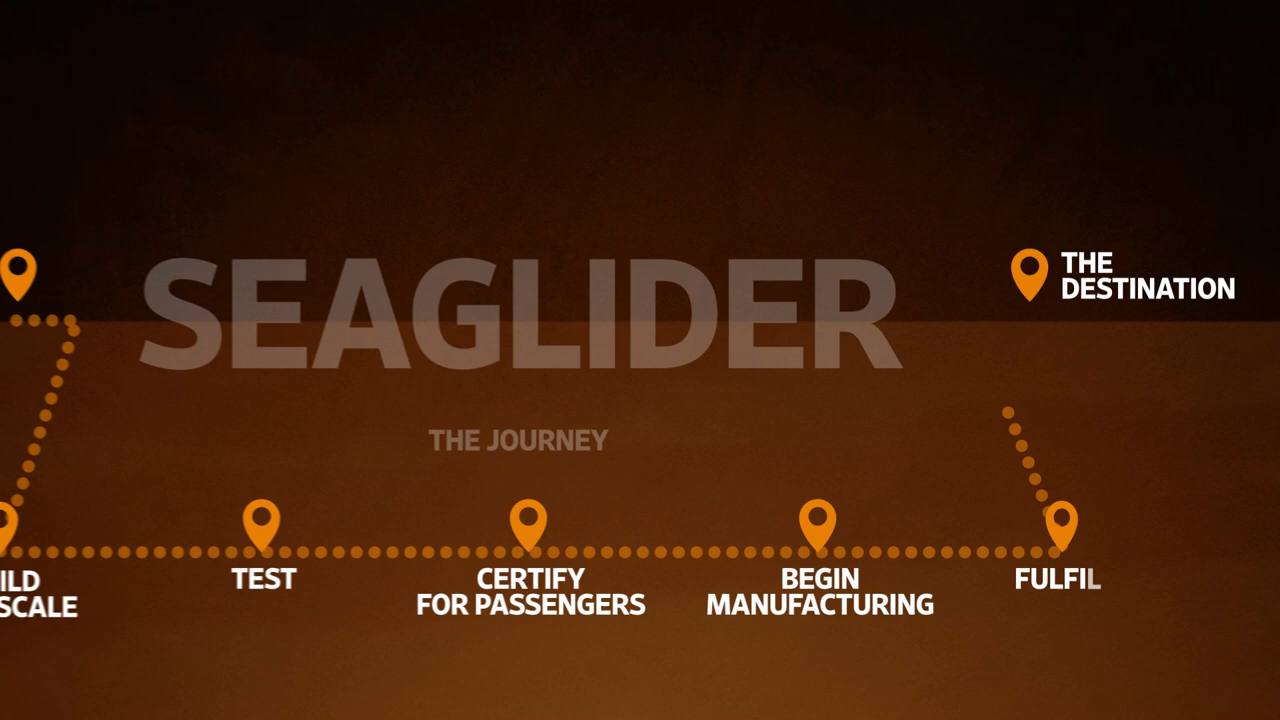 SEAGLIDER
THE
DESTINATION
THE JOURNEY
ILD
SCALE
TEST
CERTIFY
FOR PASSENGERS
BEGIN
MANUFACTURING
FULFIL